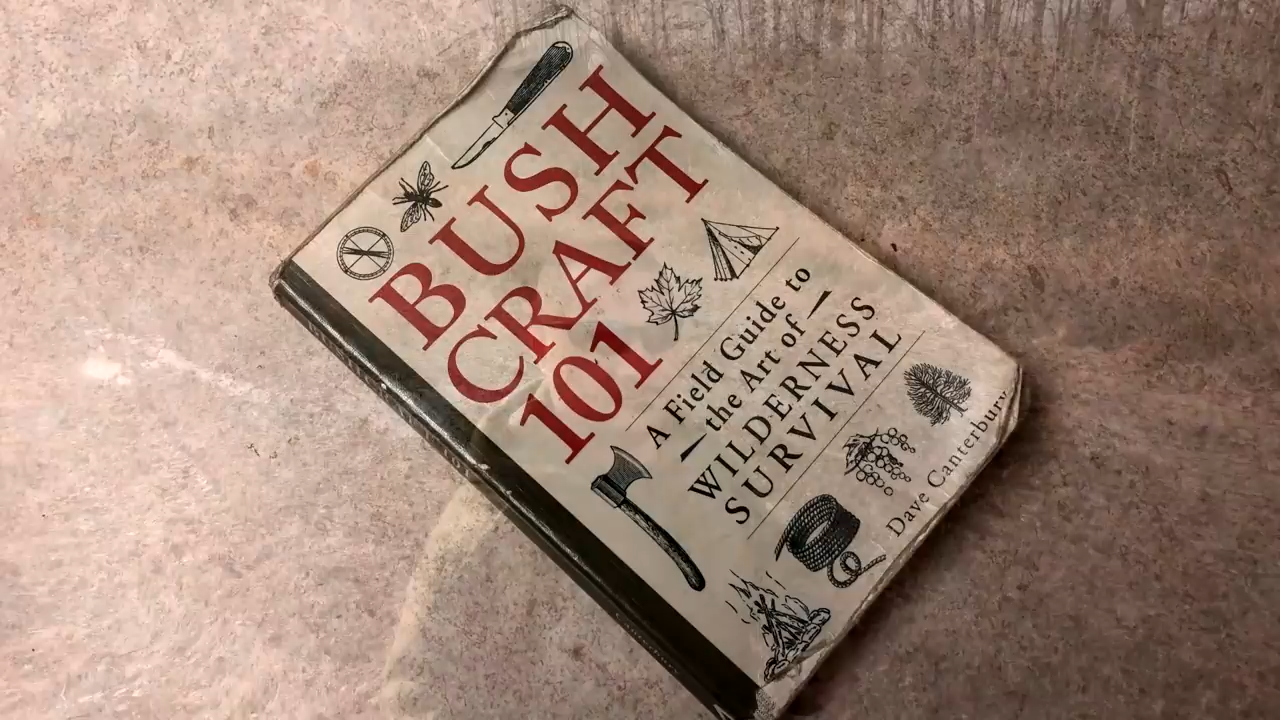 BUSH
CRAFT
101
A Field Guide to
the Art of
WILDERNESS
SURVIVAL
Dave Canterbury